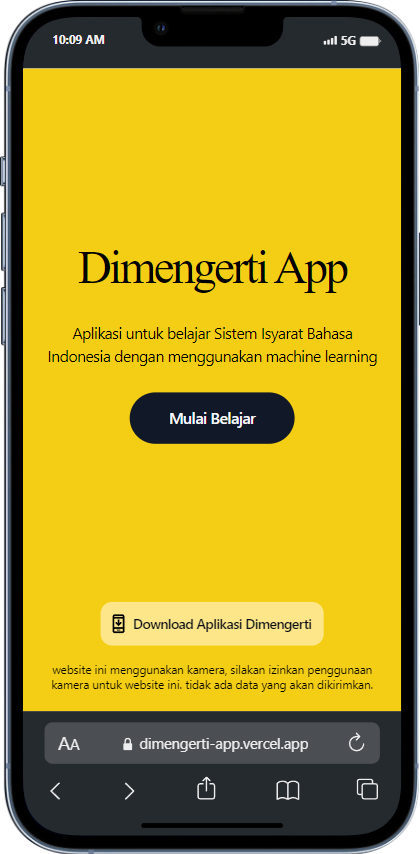 10:09 AM
5G
Dimengerti App
Aplikasi untuk belajar Sistem Isyarat Bahasa
Indonesia dengan menggunakan machine learning
Mulai Belajar
Download Aplikasi Dimengerti
website ini menggunakan kamera, silakan izinkan penggunaan
kamera untuk website ini. tidak ada data yang akan dikirimkan.
AA dimengerti-app.vercel.app